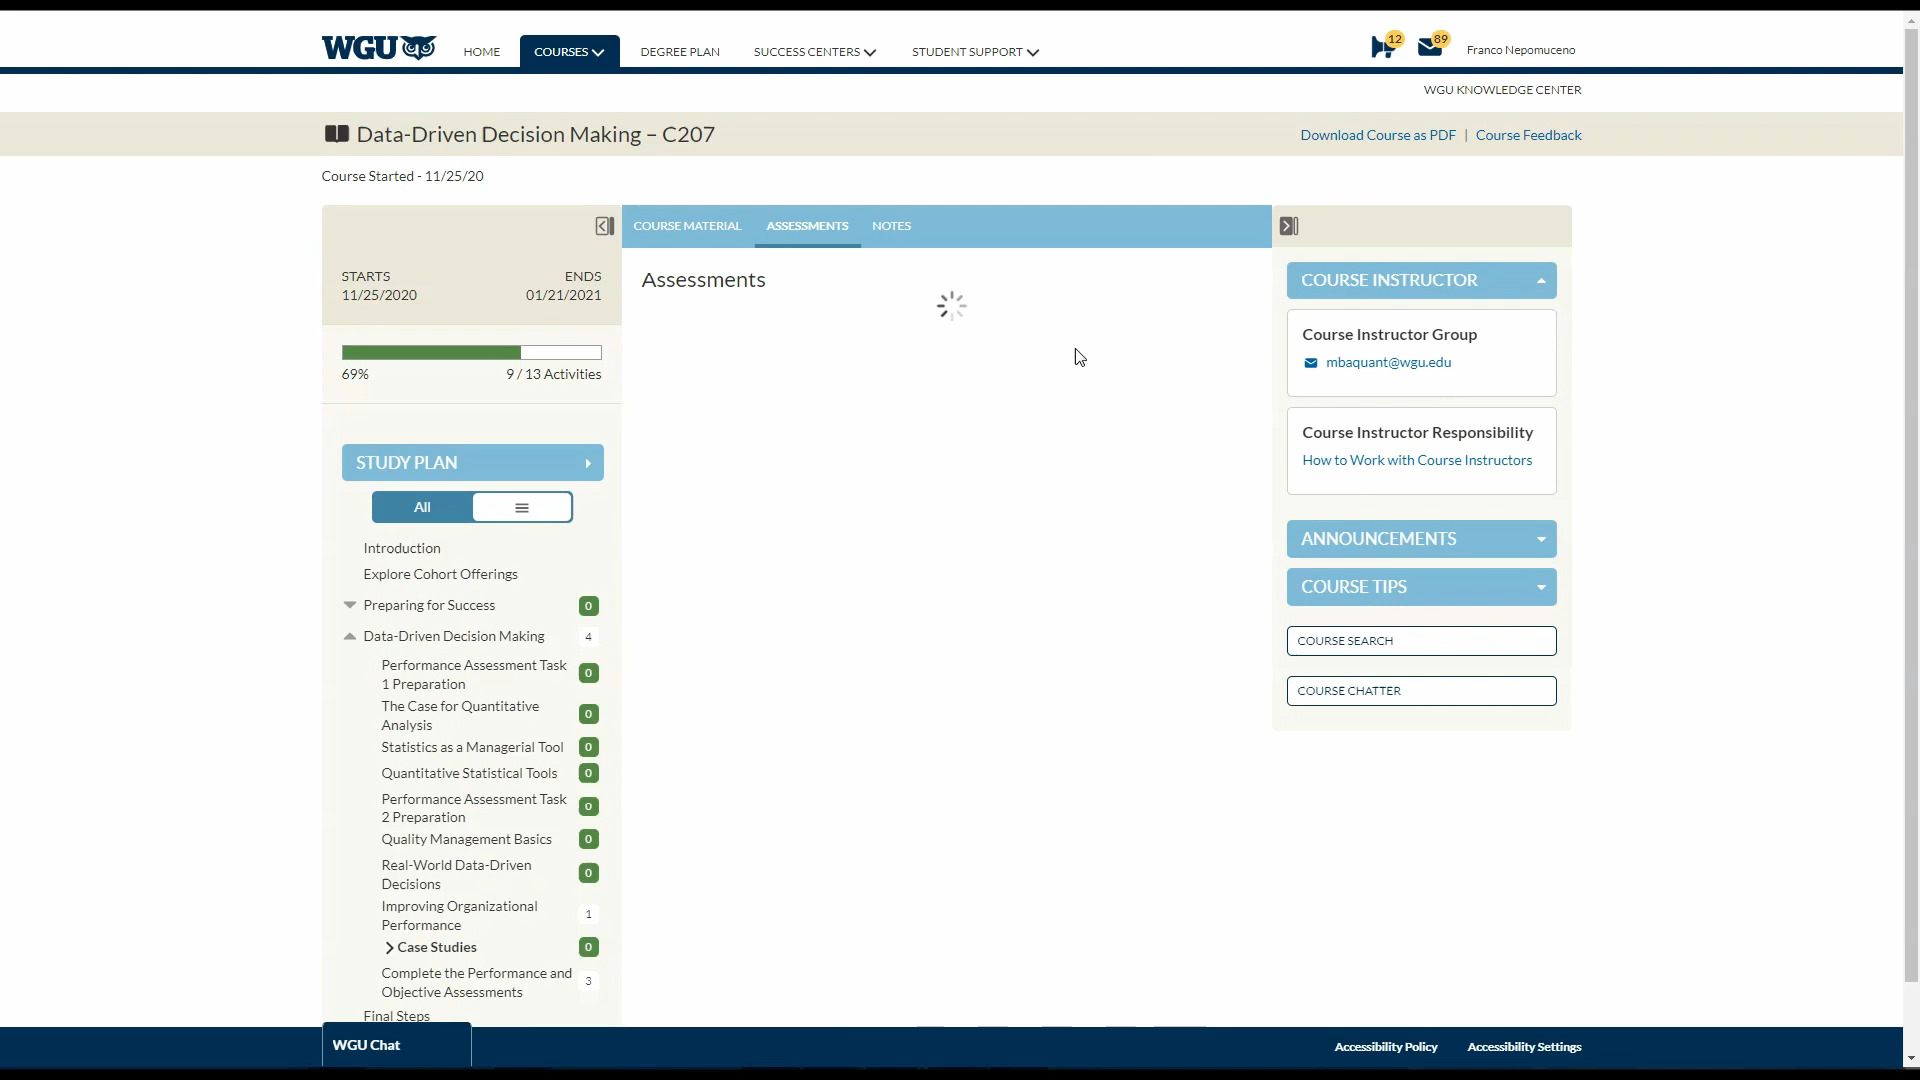 WGU HOME COURSES DEGREE PLAN SUCCESS CENTERS STUDENT SUPPORT 12 89 Franco Nepomuceno
WGU KNOWLEDGE CENTER
Data-Driven Decision Making – C207 Download Course as PDF | Course Feedback
Course Started - 11/25/20
COURSE MATERIAL ASSESSMENTS NOTES
STARTS ENDS
11/25/2020 01/21/2021
69% 9 / 13 Activities
STUDY PLAN
All
Introduction
Explore Cohort Offerings
Preparing for Success 0
Data-Driven Decision Making 4
Performance Assessment Task
1 Preparation 0
The Case for Quantitative
Analysis 0
Statistics as a Managerial Tool 0
Quantitative Statistical Tools 0
Performance Assessment Task
2 Preparation 0
Quality Management Basics 0
Real-World Data-Driven
Decisions 0
Improving Organizational
Performance 1
Case Studies 0
Complete the Performance and
Objective Assessments 3
Final Steps
Assessments
COURSE INSTRUCTOR
Course Instructor Group
mbaquant@wgu.edu
Course Instructor Responsibility
How to Work with Course Instructors
ANNOUNCEMENTS
COURSE TIPS
COURSE SEARCH
COURSE CHATTER
WGU Chat
Accessibility Policy Accessibility Settings